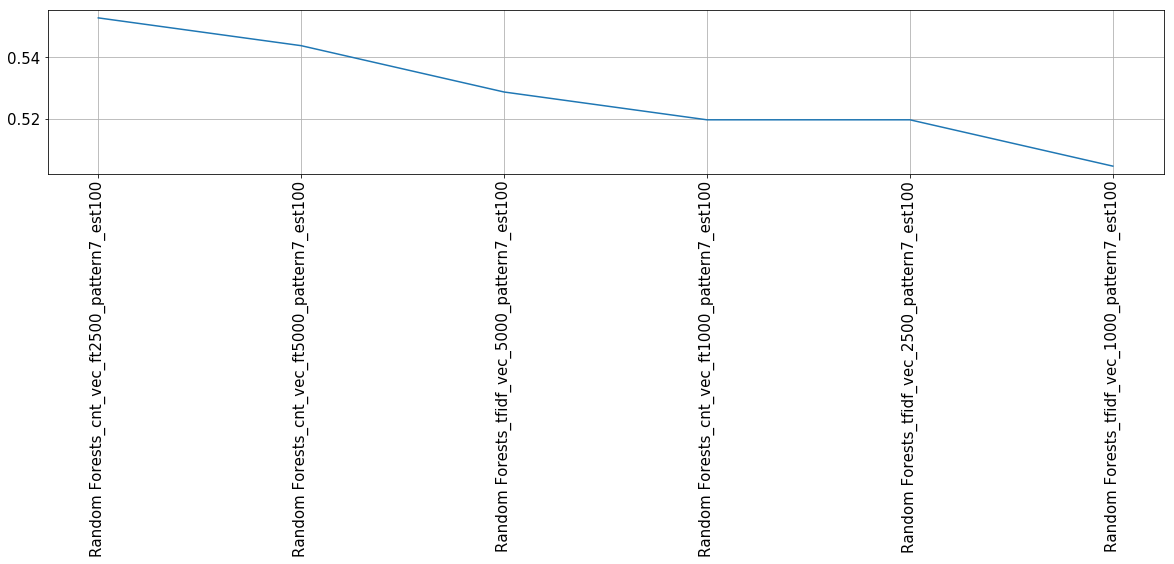 0.54
0.52
Random Forests_cnt_vec_ft2500_pattern7_est100
Random Forests_cnt_vec_ft5000_pattern7_est100
Random Forests_tfidf_vec_5000_pattern7_est100
Random Forests_cnt_vec_ft1000_pattern7_est100
Random Forests_tfidf_vec_2500_pattern7_est100
Random Forests_tfidf_vec_1000_pattern7_est100